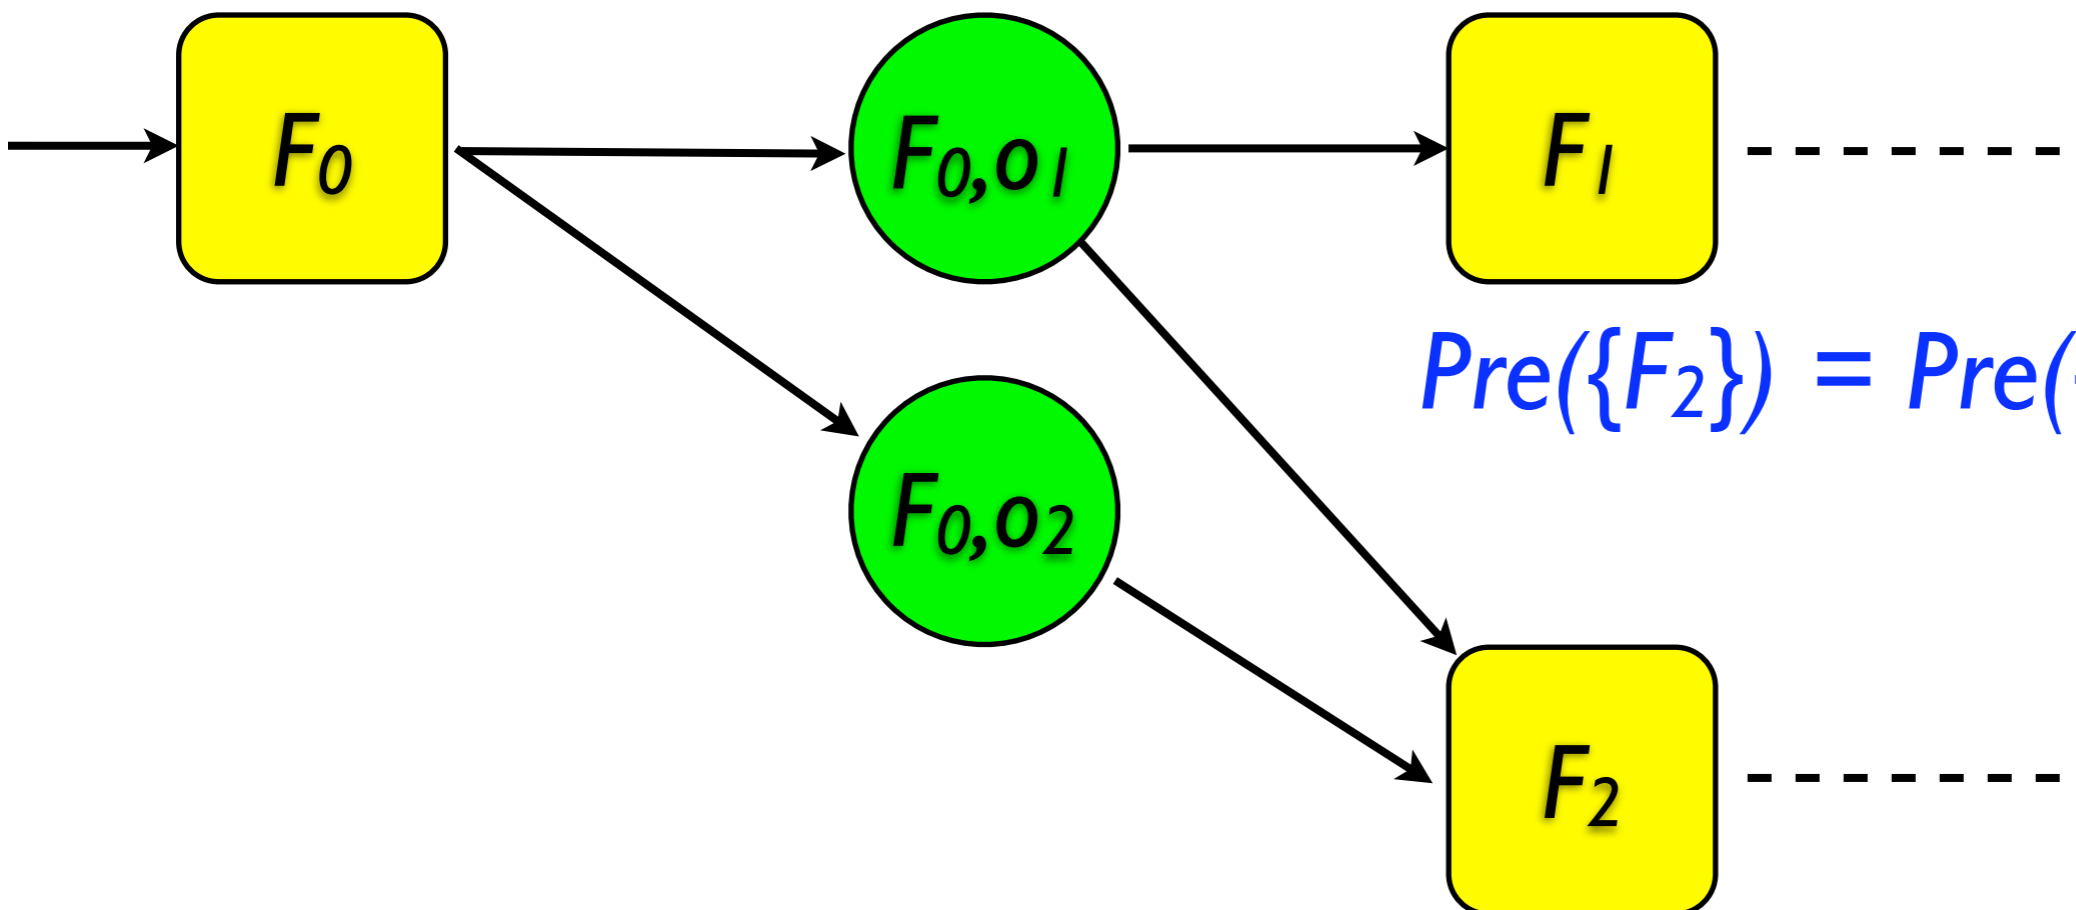 F₀
F₀,o₁
F₁
Pre({F₂}) = Pre(
F₀,o₂
F₂